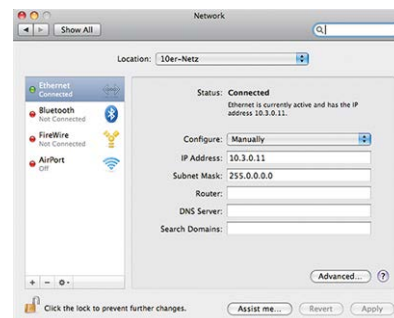 Network
Show All
Location: 10er-Netz
Ethernet
Connected
Bluetooth
Not Connected
FireWire
Not Connected
AirPort
Off
Status: Connected
Ethernet is currently active and has the IP
address 10.3.0.11.
Configure: Manually
IP Address: 10.3.0.11
Subnet Mask: 255.0.0.0.0
Router:
DNS Server:
Search Domains:
Advanced... ?
+ −
Click the lock to prevent further changes.
Assist me... Revert Apply